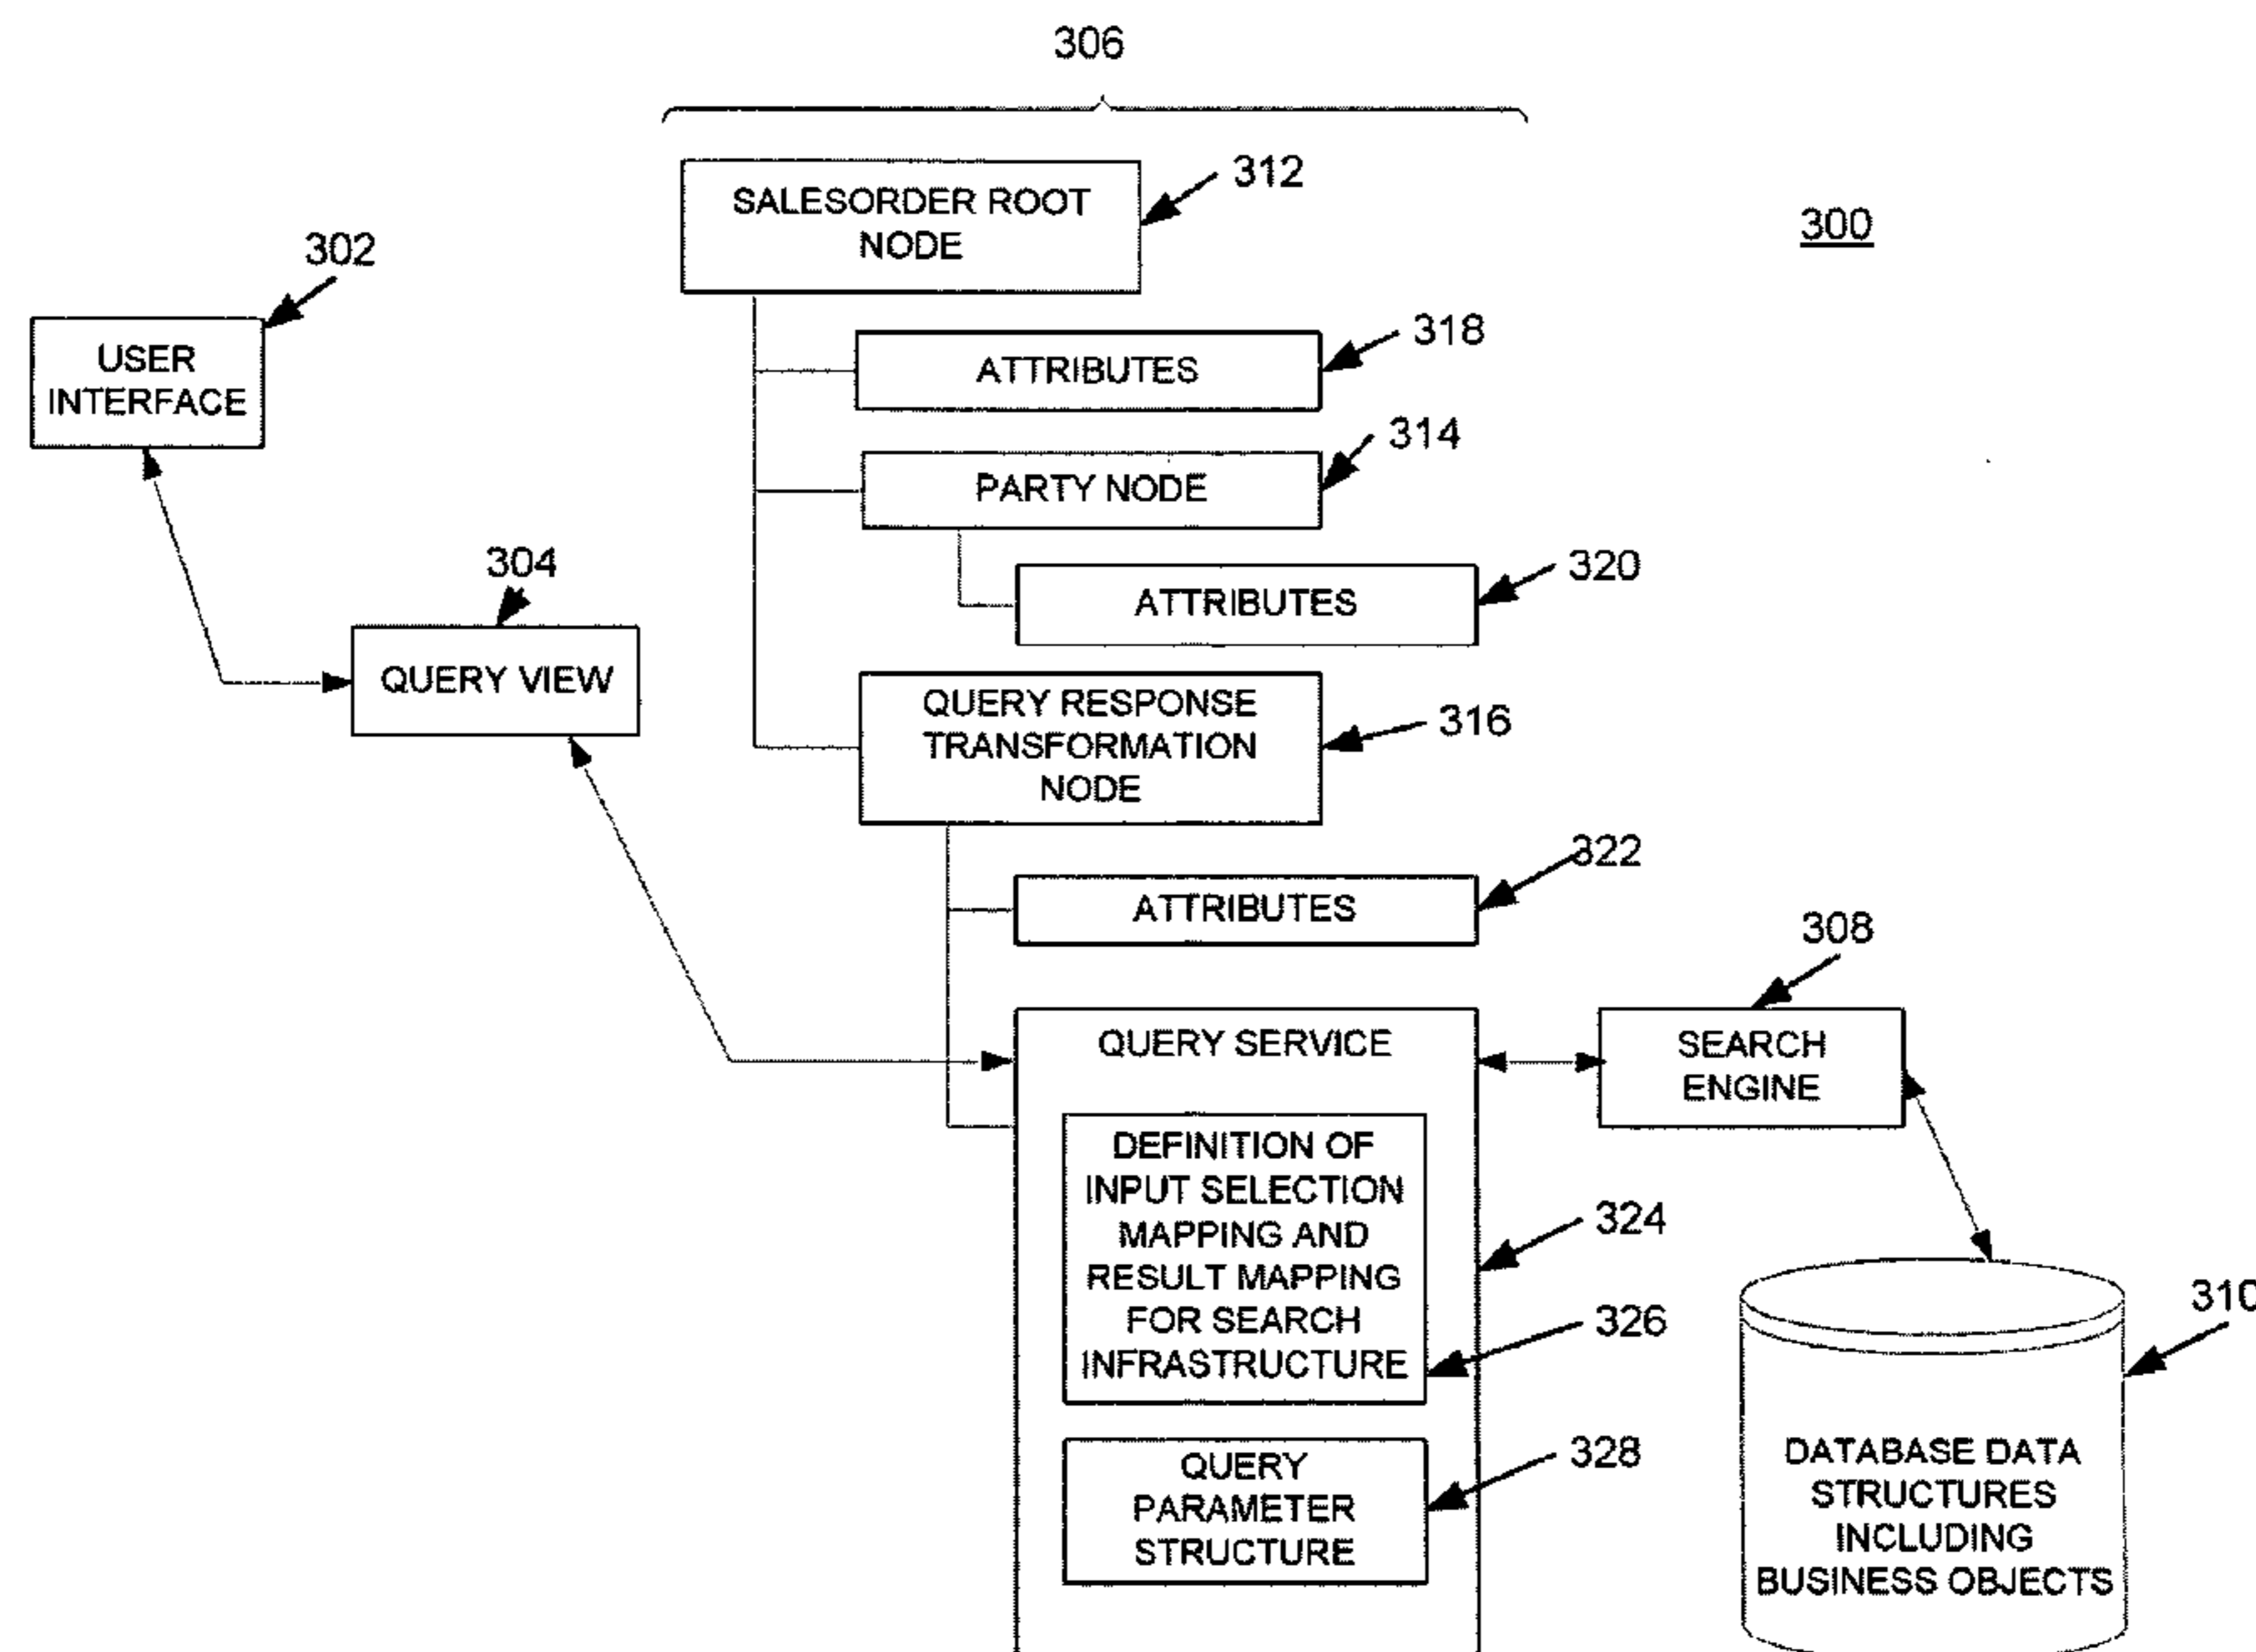 306
SALESORDER ROOT
NODE
312
300
302
USER
INTERFACE
ATTRIBUTES
318
PARTY NODE
314
304
QUERY VIEW
ATTRIBUTES
320
QUERY RESPONSE
TRANSFORMATION
NODE
316
ATTRIBUTES
322
308
QUERY SERVICE
SEARCH
ENGINE
DEFINITION OF
INPUT SELECTION
MAPPING AND
RESULT MAPPING
FOR SEARCH
INFRASTRUCTURE
324
326
310
QUERY
PARAMETER
STRUCTURE
328
DATABASE DATA
STRUCTURES
INCLUDING
BUSINESS OBJECTS